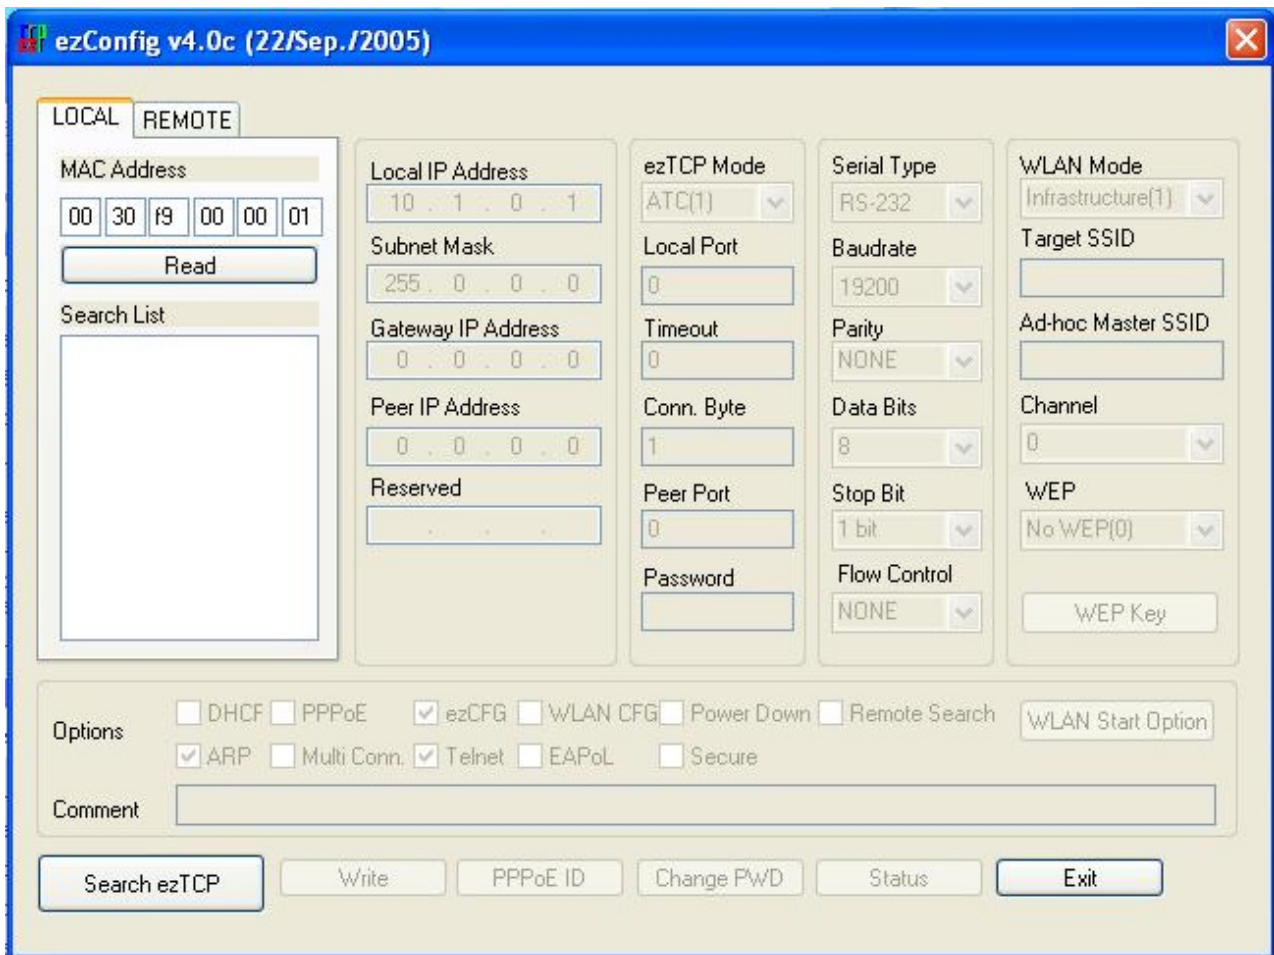 ezConfig v4.0c (22/Sep./2005)
LOCAL
REMOTE
MAC Address
00 30 f9 00 00 01
Read
Search List
Local IP Address
10 . 1 . 0 . 1
Subnet Mask
255 . 0 . 0 . 0
Gateway IP Address
0 . 0 . 0 . 0
Peer IP Address
0 . 0 . 0 . 0
Reserved
. . .
ezTCP Mode
ATC(1)
Local Port
0
Timeout
0
Conn. Byte
1
Peer Port
0
Password
Serial Type
RS-232
Baudrate
19200
Parity
NONE
Data Bits
8
Stop Bit
1 bit
Flow Control
NONE
WLAN Mode
Infrastructure(1)
Target SSID
Ad-hoc Master SSID
Channel
0
WEP
No WEP(0)
WEP Key
Options
DHCP PPPoE ezCFG WLAN CFG Power Down Remote Search
ARP Multi Conn. Telnet EAPoL Secure
WLAN Start Option
Comment
Search ezTCP
Write
PPPoE ID
Change PWD
Status
Exit